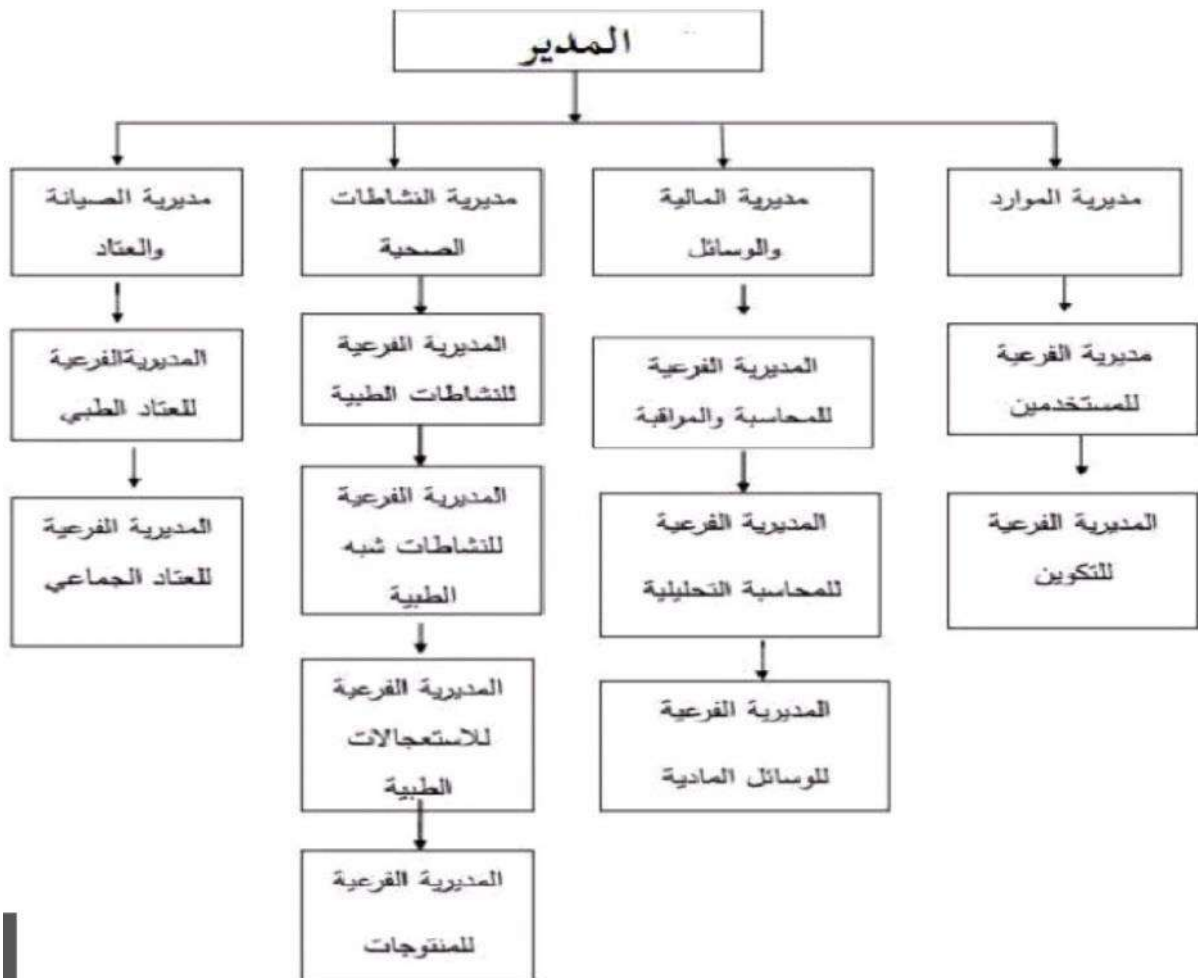 المدير
مديرية الموارد
مديرية المالية
والوسائل
مديرية النشاطات
الصحية
مديرية الصيانة
والعتاد
مديرية الفرعية
للمستخدمين
المديرية الفرعية
للتكوين
المديرية الفرعية
للمحاسبة والمراقبة
المديرية الفرعية
للمحاسبة التحليلية
المديرية الفرعية
للوسائل المادية
المديرية الفرعية
للنشاطات الطبية
المديرية الفرعية
للنشاطات شبه
الطبية
المديرية الفرعية
للاستعجالات
الطبية
المديرية الفرعية
للمنتوجات
المديريةالفرعية
للعتاد الطبي
المديرية الفرعية
للعتاد الجماعي